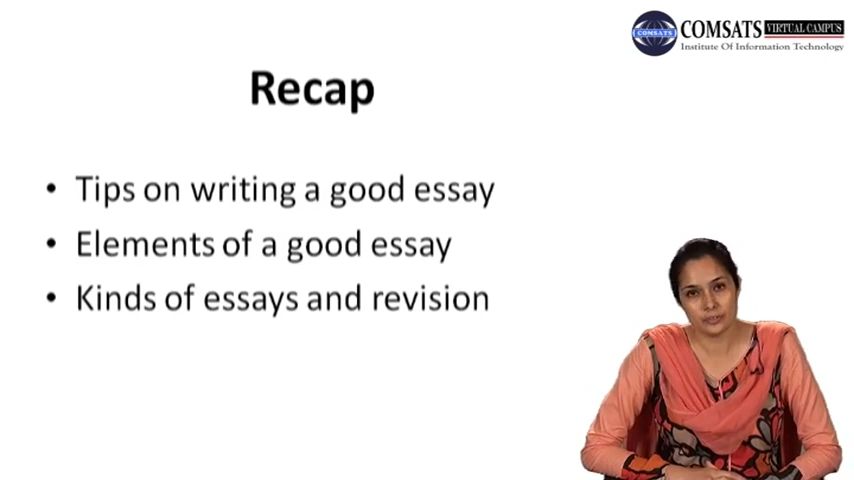 COMSATS VIRTUAL CAMPUS
COMSATS
Institute Of Information Technology
Recap
• Tips on writing a good essay
• Elements of a good essay
• Kinds of essays and revision